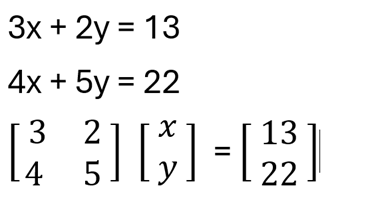 3x + 2y = 13
4x + 5y = 22
[3 2] [x] = [13]
[4 5] [y] [22]